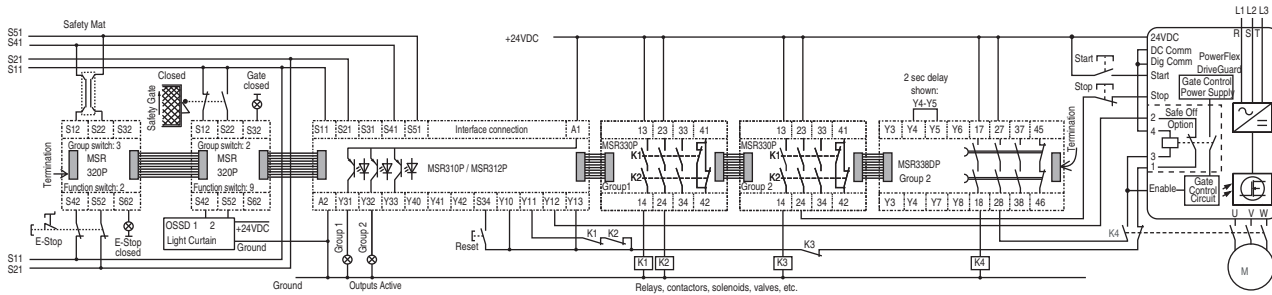 L1 L2 L3
Safety Mat
S51
S41
+24VDC
24VDC
R S T
DC Comm
Dig Comm
PowerFlex
DriveGuard
S21
S11
Start
Start
Closed
Gate closed
2 sec delay shown:
Y4-Y5
Stop
Stop
Gate Control Power Supply
Safety Gate
S12 S22 S32
S12 S22 S32
S11 S21 S31 S41 S51 Interface connection A1
13 23 33 41
13 23 33 41
Y3 Y4 Y5 Y6 17 27 37 45
2
Safe Off Option
4
3
1
Termination
Group switch: 3
MSR 320P
Function switch: 2
Group switch: 2
MSR 320P
Function switch: 9
MSR310P / MSR312P
MSR330P
K1
K2
Group1
MSR330P
K1
K2
Group 2
MSR338DP
Group 2
Termination
S42 S52 S62
S42 S52 S62
A2 Y31 Y32 Y33 Y40 Y41 Y42 S34 Y10 Y11 Y12 Y13
14 24 34 42
14 24 34 42
Y3 Y4 Y7 Y8 18 28 38 46
Enable
Gate Control Circuit
OSSD 1 2
Light Curtain
+24VDC
Ground
E-Stop
E-Stop closed
Group 1
Group 2
Reset
K1 K2
K3
K4
U V W
S11
S21
K1 K2
K3
K4
M
Ground
Outputs Active
Relays, contactors, solenoids, valves, etc.